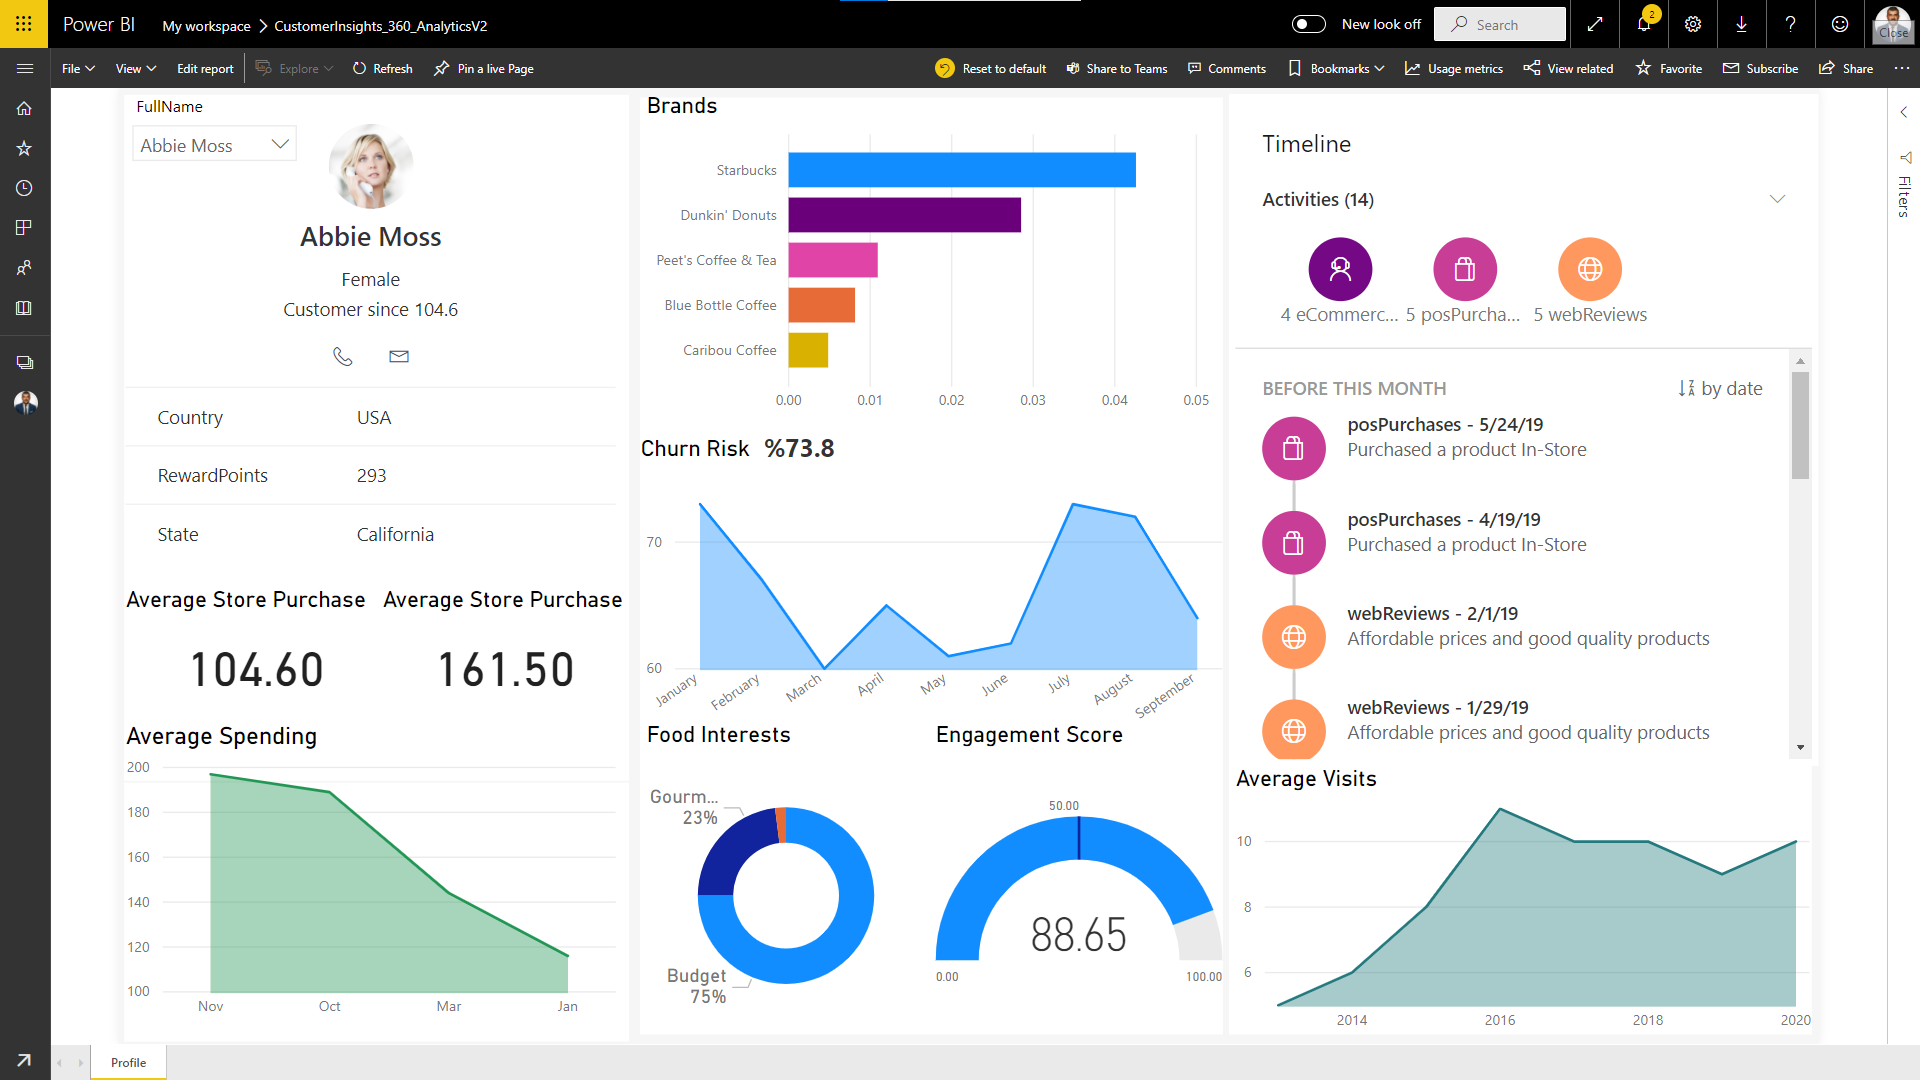 Power BI My workspace CustomerInsights_360_AnalyticsV2 New look off Search 2 Close
File View Edit report Explore Refresh Pin a live Page Reset to default Share to Teams Comments Bookmarks Usage metrics View related Favorite Subscribe Share
FullName
Abbie Moss
Abbie Moss
Female
Customer since 104.6
Country USA
RewardPoints 293
State California
Average Store Purchase Average Store Purchase
104.60 161.50
Average Spending
200
180
160
140
120
100
Nov Oct Mar Jan
Brands
Starbucks
Dunkin' Donuts
Peet's Coffee & Tea
Blue Bottle Coffee
Caribou Coffee
0.00 0.01 0.02 0.03 0.04 0.05
Churn Risk %73.8
70
60
January February March April May June July August September
Food Interests
Gourm...
23%
Budget
75%
Engagement Score
50.00
88.65
0.00 100.00
Timeline
Activities (14)
4 eCommerc... 5 posPurcha... 5 webReviews
BEFORE THIS MONTH by date
posPurchases - 5/24/19
Purchased a product In-Store
posPurchases - 4/19/19
Purchased a product In-Store
webReviews - 2/1/19
Affordable prices and good quality products
webReviews - 1/29/19
Affordable prices and good quality products
Average Visits
10
8
6
2014 2016 2018 2020
Filters
Profile